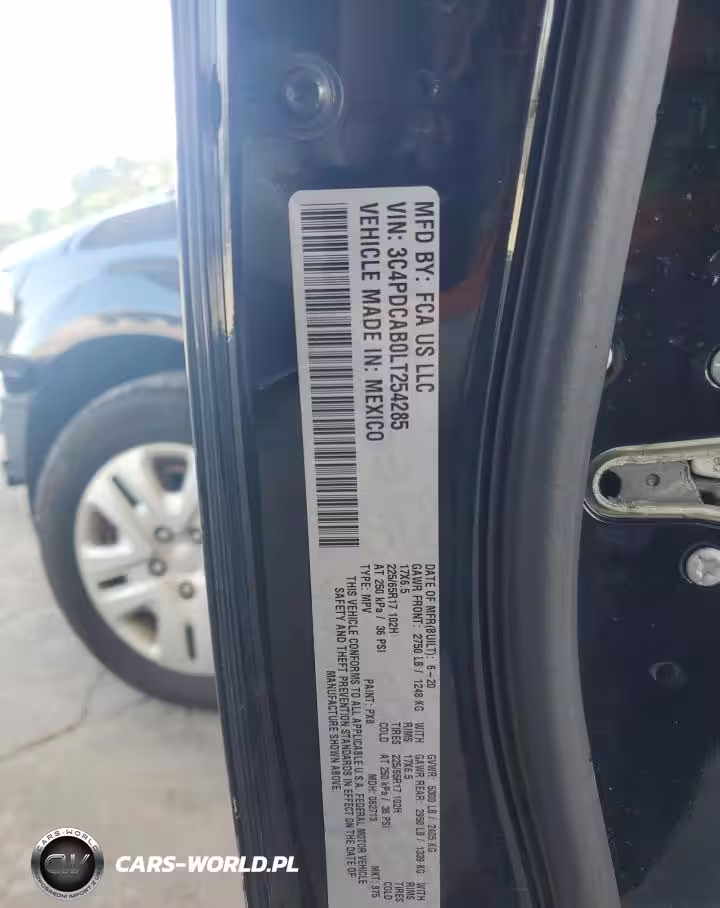 MFD BY: FCA US LLC
VIN: 3C4PDCAB0LT254285
VEHICLE MADE IN: MEXICO
DATE OF MFR(BUILT): 6-20 GVWR: 5300 LB / 2405 KG
GAWR FRONT: 2750 LB / 1248 KG WITH GAWR REAR: 2950 LB / 1339 KG WITH
17X6.5 RIMS 17X6.5 RIMS
225/65R17 102H TIRES 225/65R17 102H TIRES
AT 250 kPa / 36 PSI COLD AT 250 kPa / 36 PSI COLD
TYPE: MPV PAINT: PX8 MDH: 062713 MKT: 875
THIS VEHICLE CONFORMS TO ALL APPLICABLE U.S.A. FEDERAL MOTOR VEHICLE
SAFETY AND THEFT PREVENTION STANDARDS IN EFFECT ON THE DATE OF
MANUFACTURE SHOWN ABOVE.
CARS-WORLD
CW
CARS-WORLD.PL